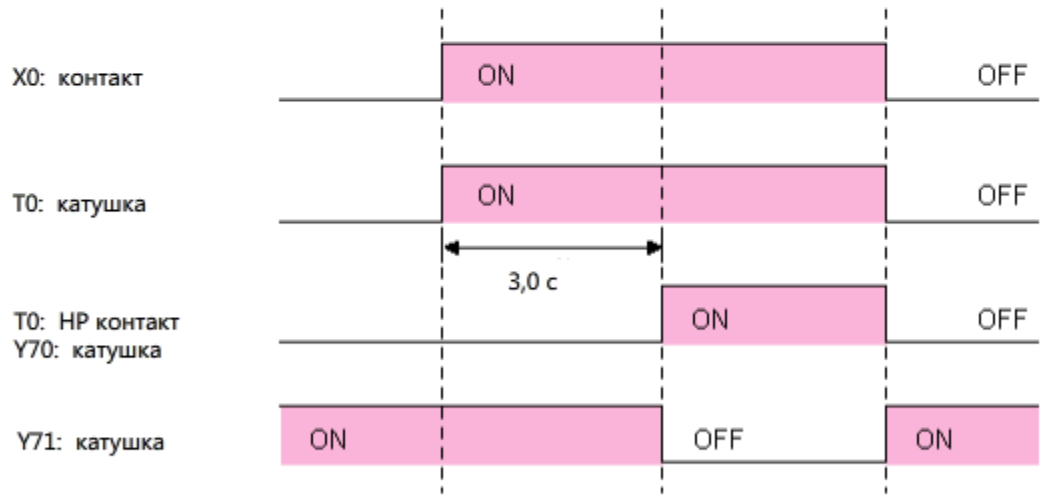 X0: контакт
ON
OFF
T0: катушка
ON
OFF
3,0 с
T0: НР контакт
Y70: катушка
ON
OFF
Y71: катушка
ON
OFF
ON